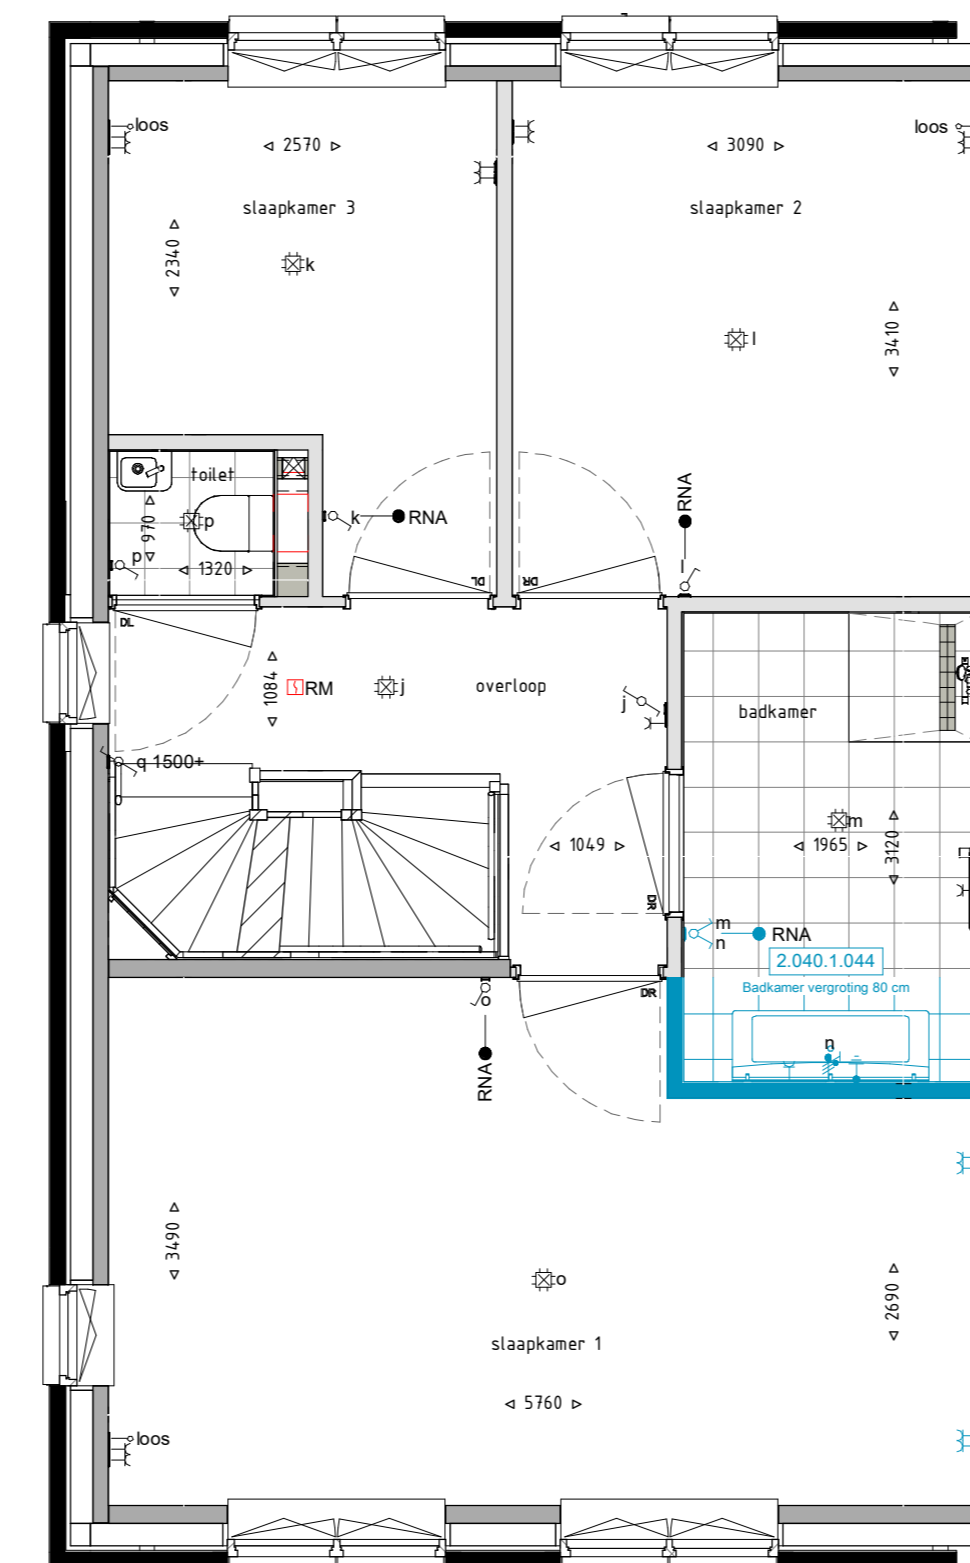 loos
2570
3090
loos
slaapkamer 3
slaapkamer 2
2340
k
l
3410
toilet
p
970
p
1320
k
RNA
RNA
l
DL
DR
DL
1084
RM
j
overloop
j
badkamer
q 1500+
m
1965
3120
1049
DR
m
n
RNA
2.040.1.044
Badkamer vergroting 80 cm
DR
o
RNA
n
3490
o
2690
slaapkamer 1
5760
loos